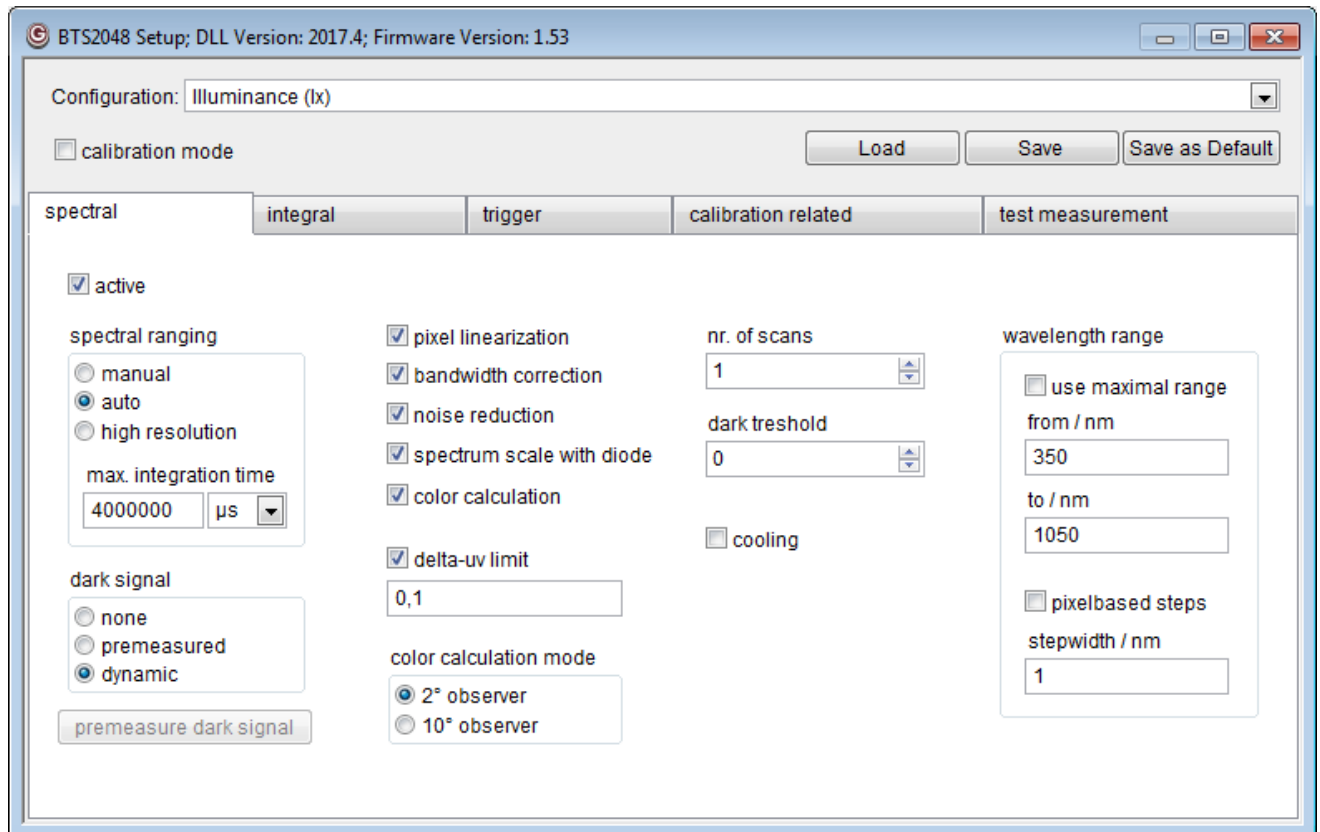 BTS2048 Setup; DLL Version: 2017.4; Firmware Version: 1.53
Configuration: Illuminance (lx)
calibration mode
Load Save Save as Default
spectral integral trigger calibration related test measurement
active
spectral ranging
manual
auto
high resolution
max. integration time
4000000 µs
dark signal
none
premeasured
dynamic
premeasure dark signal
pixel linearization
bandwidth correction
noise reduction
spectrum scale with diode
color calculation
delta-uv limit
0,1
color calculation mode
2° observer
10° observer
nr. of scans
1
dark treshold
0
cooling
wavelength range
use maximal range
from / nm
350
to / nm
1050
pixelbased steps
stepwidth / nm
1